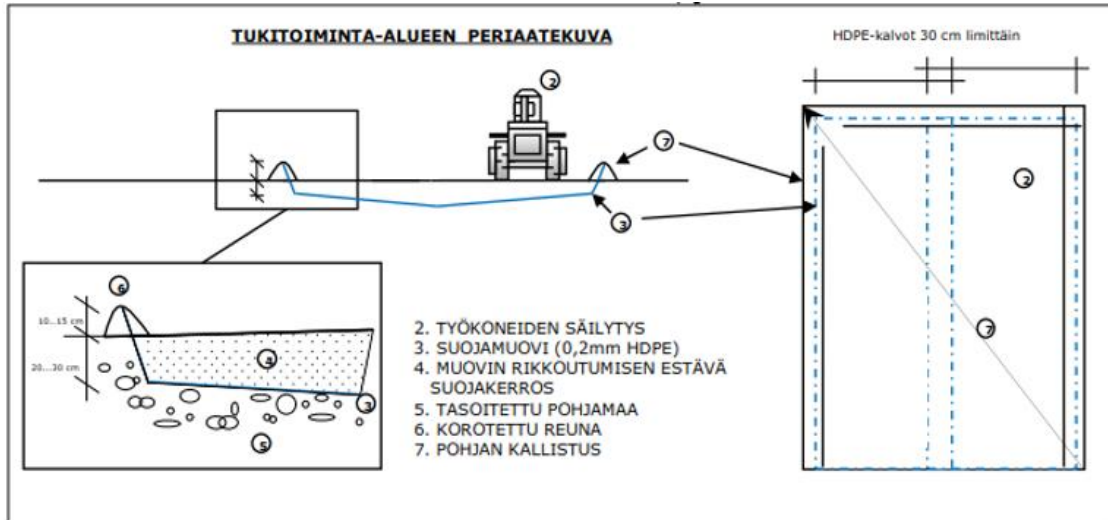 TUKITOIMINTA-ALUEEN PERIAATEKUVA
HDPE-kalvot 30 cm limittäin
2
7
3
2
7
6
10...15 cm
20...30 cm
4
3
5
2. TYÖKONEIDEN SÄILYTYS
3. SUOJAMUOVI (0,2mm HDPE)
4. MUOVIN RIKKOUTUMISEN ESTÄVÄ
SUOJAKERROS
5. TASOITETTU POHJAMAA
6. KOROTETTU REUNA
7. POHJAN KALLISTUS